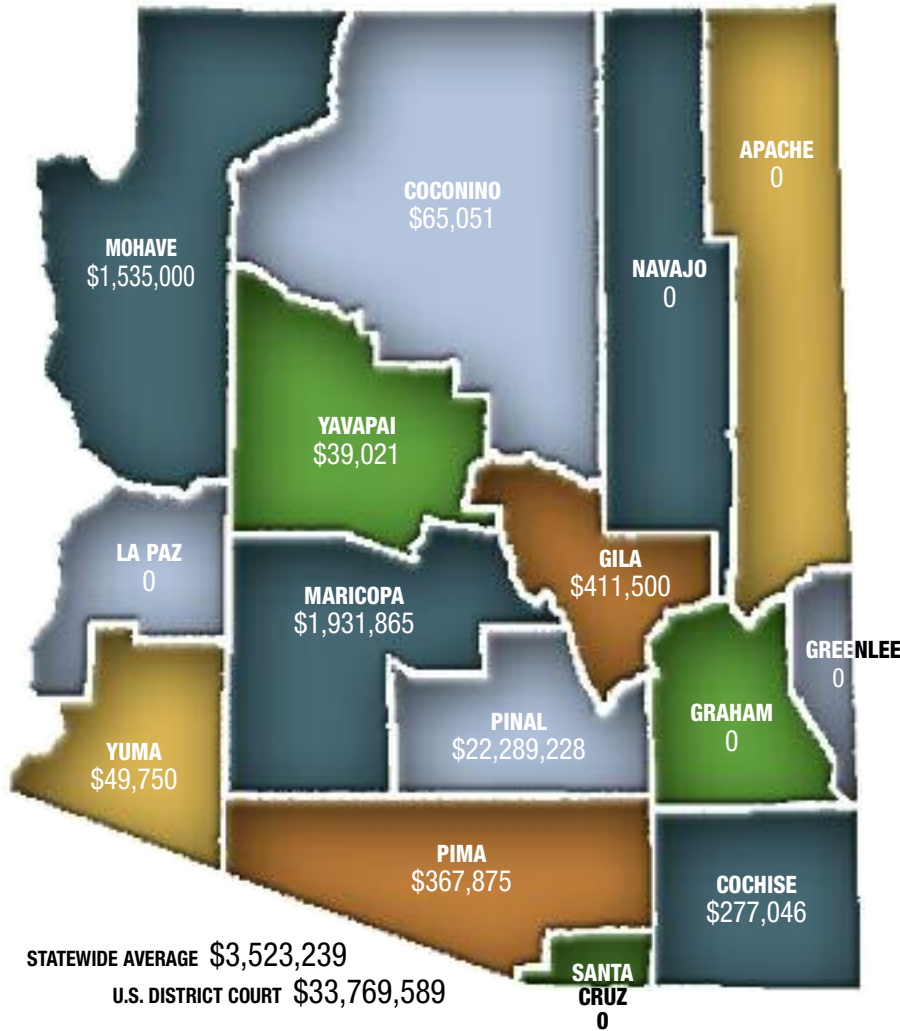 APACHE
0
COCONINO
$65,051
MOHAVE
$1,535,000
NAVAJO
0
YAVAPAI
$39,021
LA PAZ
0
GILA
$411,500
MARICOPA
$1,931,865
GREENLEE
0
PINAL
$22,289,228
GRAHAM
0
YUMA
$49,750
PIMA
$367,875
COCHISE
$277,046
STATEWIDE AVERAGE $3,523,239
U.S. DISTRICT COURT $33,769,589
SANTA
CRUZ
0